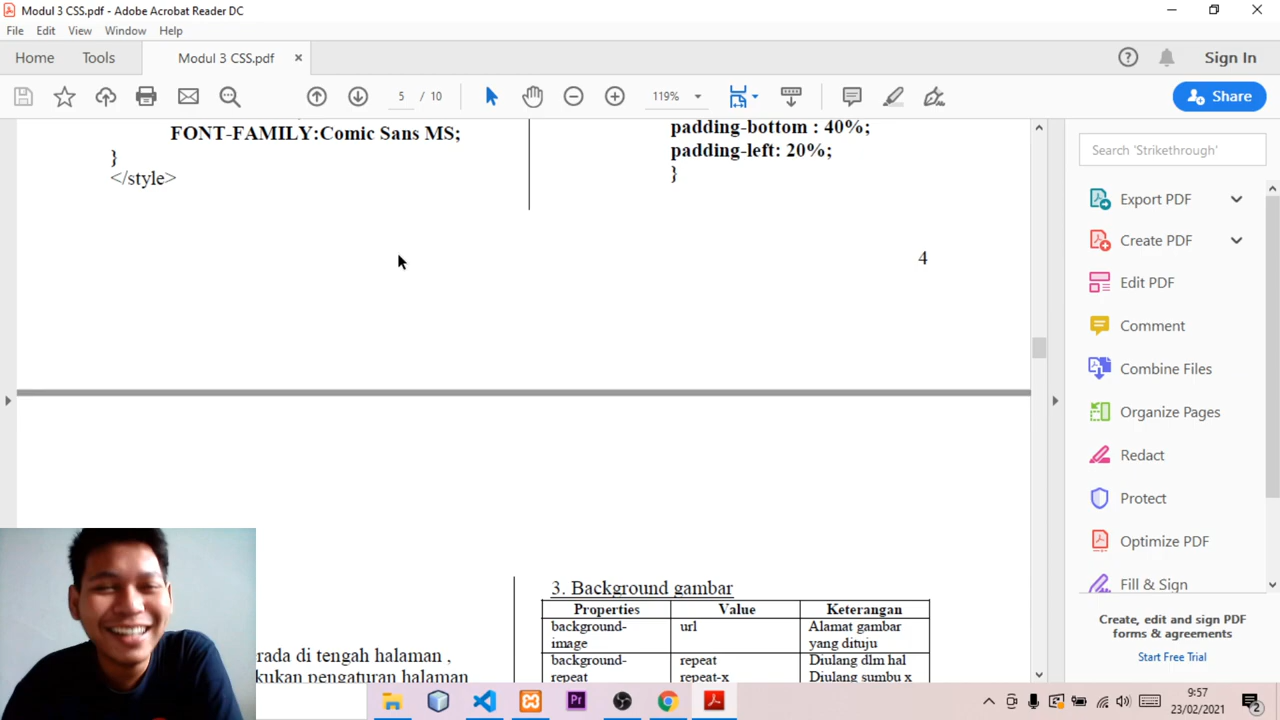 Modul 3 CSS.pdf - Adobe Acrobat Reader DC
File Edit View Window Help
Home Tools Modul 3 CSS.pdf
Sign In
5 / 10
119%
Share
FONT-FAMILY:Comic Sans MS;
}
</style>
padding-bottom : 40%;
padding-left: 20%;
}
4
erada di tengah halaman ,
kukan pengaturan halaman
3. Background gambar
Properties Value Keterangan
background-image url Alamat gambar yang dituju
background-repeat repeat Diulang dlm hal
repeat-x Diulang sumbu x
Search 'Strikethrough'
Export PDF
Create PDF
Edit PDF
Comment
Combine Files
Organize Pages
Redact
Protect
Optimize PDF
Fill & Sign
Create, edit and sign PDF
forms & agreements
Start Free Trial
Pr
9:57
23/02/2021
2